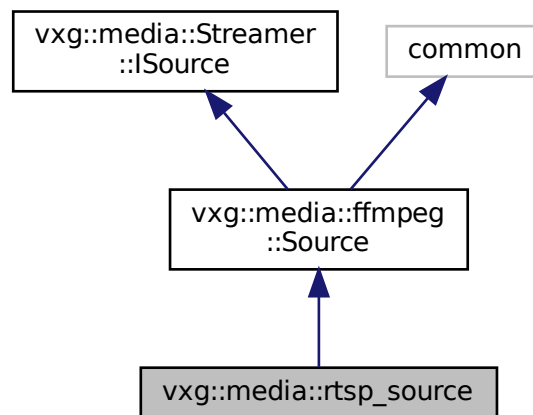 vxg::media::Streamer
::ISource
common
vxg::media::ffmpeg
::Source
vxg::media::rtsp_source